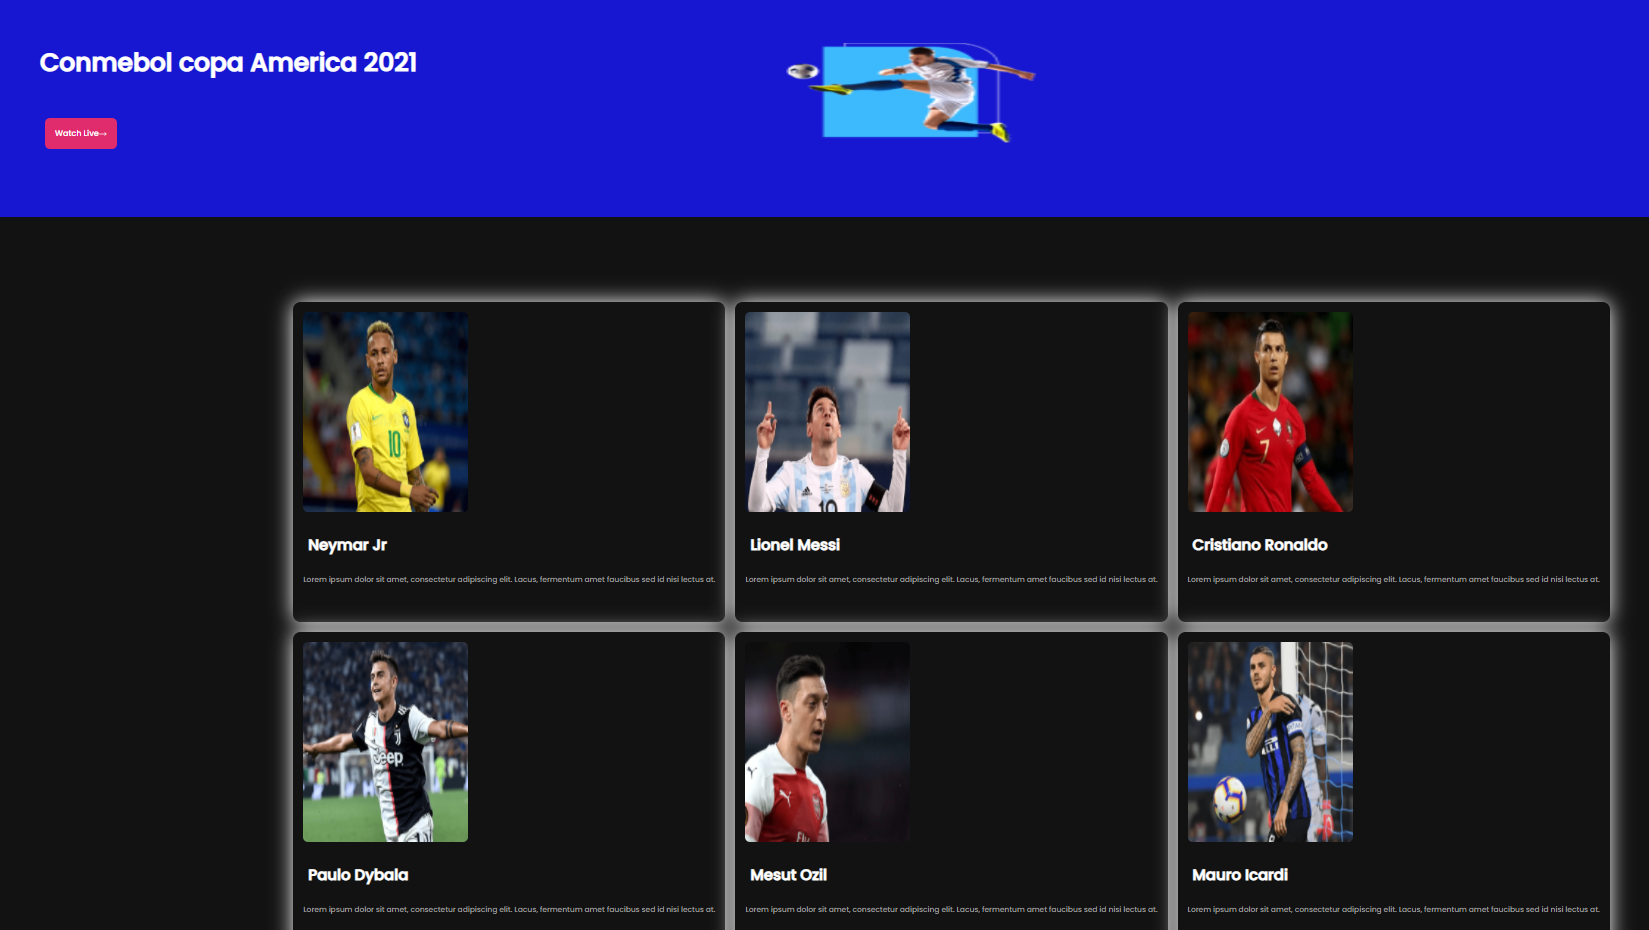 Conmebol copa America 2021
Watch Live→
10
10
7
Neymar Jr
Lionel Messi
Cristiano Ronaldo
Lorem ipsum dolor sit amet, consectetur adipiscing elit. Lacus, fermentum amet faucibus sed id nisi lectus at.
Lorem ipsum dolor sit amet, consectetur adipiscing elit. Lacus, fermentum amet faucibus sed id nisi lectus at.
Lorem ipsum dolor sit amet, consectetur adipiscing elit. Lacus, fermentum amet faucibus sed id nisi lectus at.
Jeep
Paulo Dybala
Mesut Ozil
Mauro Icardi
Lorem ipsum dolor sit amet, consectetur adipiscing elit. Lacus, fermentum amet faucibus sed id nisi lectus at.
Lorem ipsum dolor sit amet, consectetur adipiscing elit. Lacus, fermentum amet faucibus sed id nisi lectus at.
Lorem ipsum dolor sit amet, consectetur adipiscing elit. Lacus, fermentum amet faucibus sed id nisi lectus at.